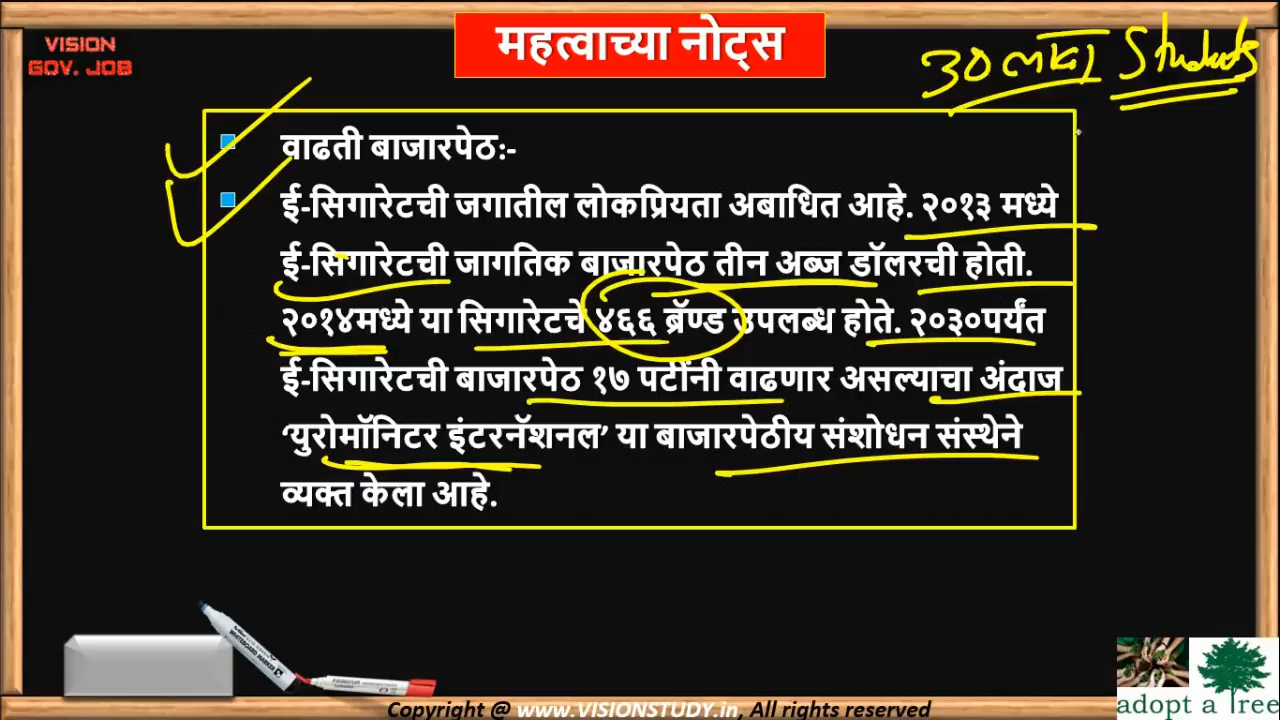 महत्वाच्या नोट्स
VISION
GOV. JOB
30 लाख Students
वाढती बाजारपेठ:-
ई-सिगारेटची जगातील लोकप्रियता अबाधित आहे. २०१३ मध्ये
ई-सिगारेटची जागतिक बाजारपेठ तीन अब्ज डॉलरची होती.
२०१४मध्ये या सिगारेटचे ४६६ ब्रॅण्ड उपलब्ध होते. २०३०पर्यंत
ई-सिगारेटची बाजारपेठ १७ पटींनी वाढणार असल्याचा अंदाज
‘युरोमॉनिटर इंटरनॅशनल’ या बाजारपेठीय संशोधन संस्थेने
व्यक्त केला आहे.
WHITEBOARD MARKER
adopt a Tree
Copyright @ www.VISIONSTUDY.in, All rights reserved